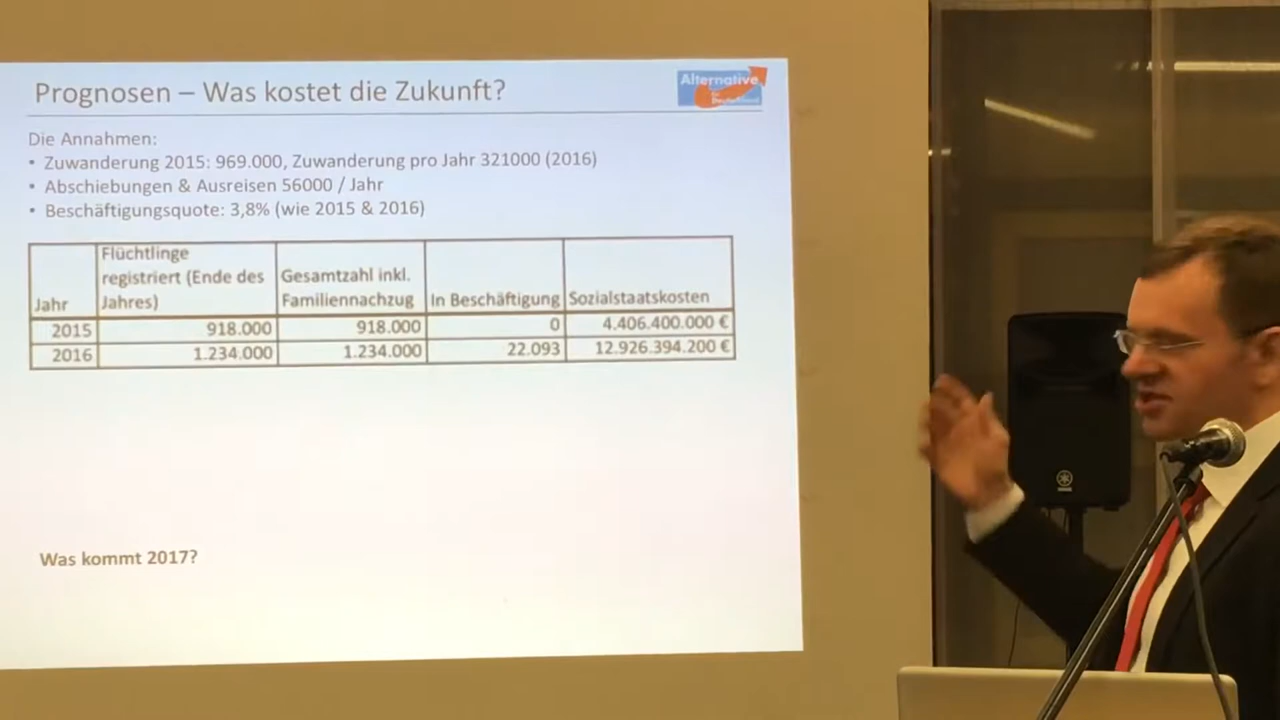 Prognosen – Was kostet die Zukunft?
Alternative
für
Deutschland
Die Annahmen:
• Zuwanderung 2015: 969.000, Zuwanderung pro Jahr 321000 (2016)
• Abschiebungen & Ausreisen 56000 / Jahr
• Beschäftigungsquote: 3,8% (wie 2015 & 2016)
Jahr Flüchtlinge registriert (Ende des Jahres) Gesamtzahl inkl. Familiennachzug In Beschäftigung Sozialstaatskosten
2015 918.000 918.000 0 4.406.400.000 €
2016 1.234.000 1.234.000 22.093 12.926.394.200 €
Was kommt 2017?